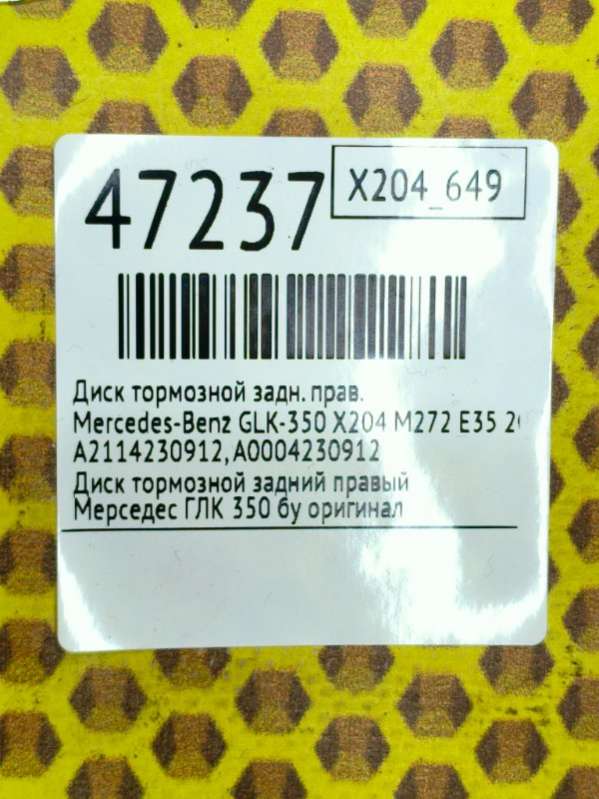 47237
X204_649
Диск тормозной задн. прав.
Mercedes-Benz GLK-350 X204 M272 E35
A2114230912, A0004230912
Диск тормозной задний правый
Мерседес ГЛК 350 бу оригинал